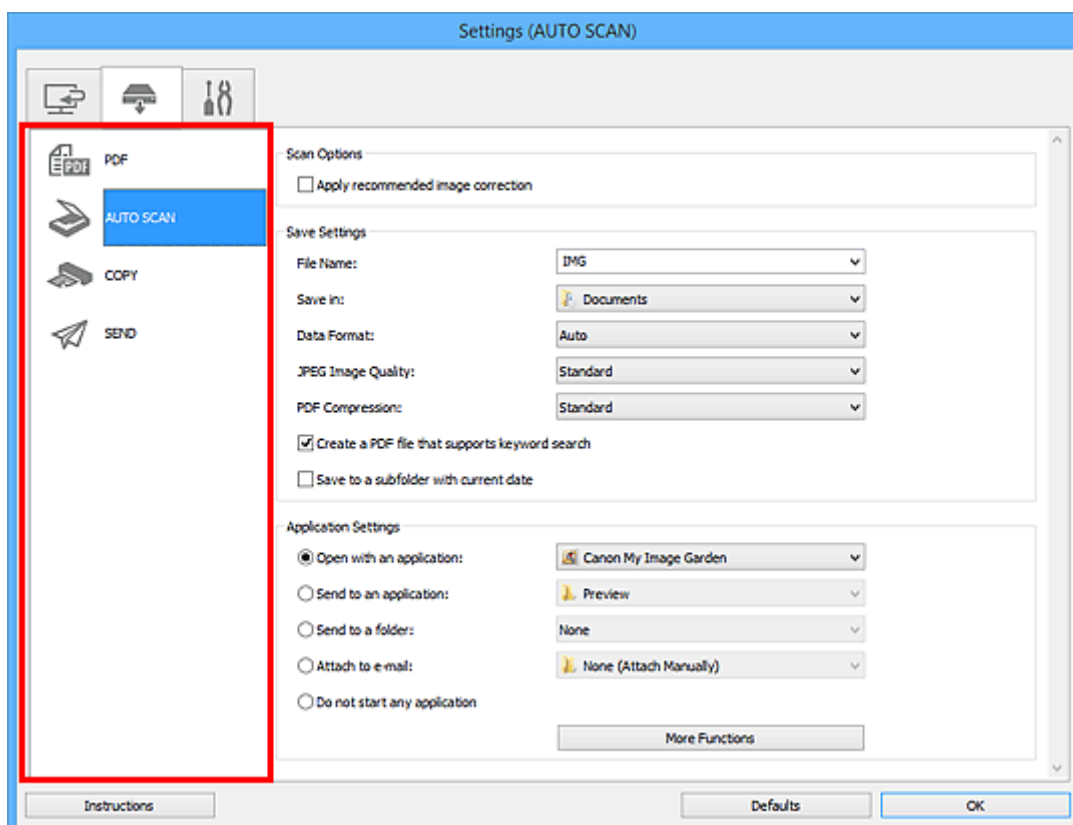 Settings (AUTO SCAN)
PDF
PDF
AUTO SCAN
COPY
SEND
Scan Options
Apply recommended image correction
Save Settings
File Name: IMG
Save in: Documents
Data Format: Auto
JPEG Image Quality: Standard
PDF Compression: Standard
Create a PDF file that supports keyword search
Save to a subfolder with current date
Application Settings
Open with an application: Canon My Image Garden
Send to an application: Preview
Send to a folder: None
Attach to e-mail: None (Attach Manually)
Do not start any application
More Functions
Instructions Defaults OK